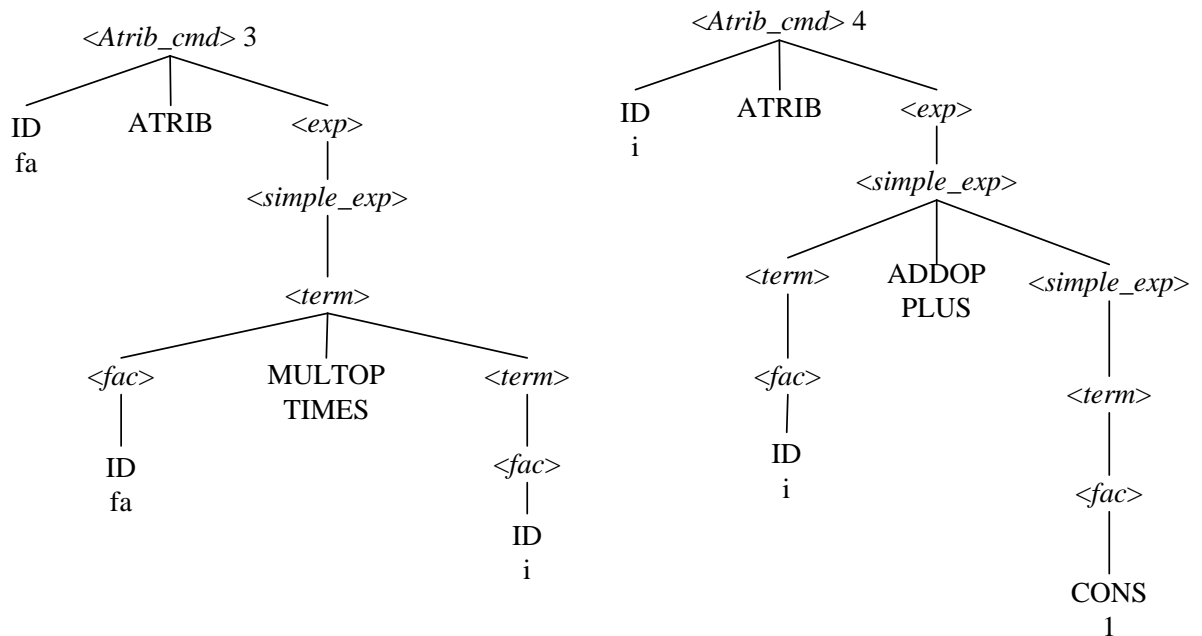 <Atrib_cmd> 3
ID
fa
ATRIB
<exp>
<simple_exp>
<term>
<fac>
MULTOP
TIMES
<term>
ID
fa
<fac>
ID
i
<Atrib_cmd> 4
ID
i
ATRIB
<exp>
<simple_exp>
<term>
ADDOP
PLUS
<simple_exp>
<fac>
<term>
ID
i
<fac>
CONS
1